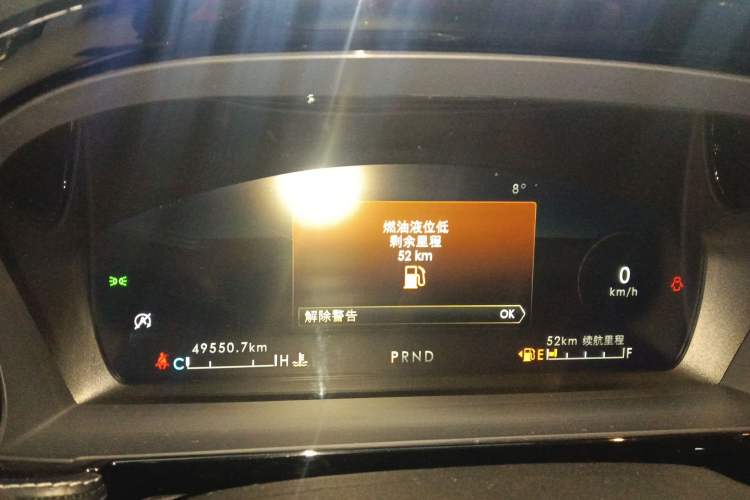 8°
燃油液位低
剩余里程
52 km
0
km/h
解除警告 OK
49550.7km
52km 续航里程
C H
PRND
E F